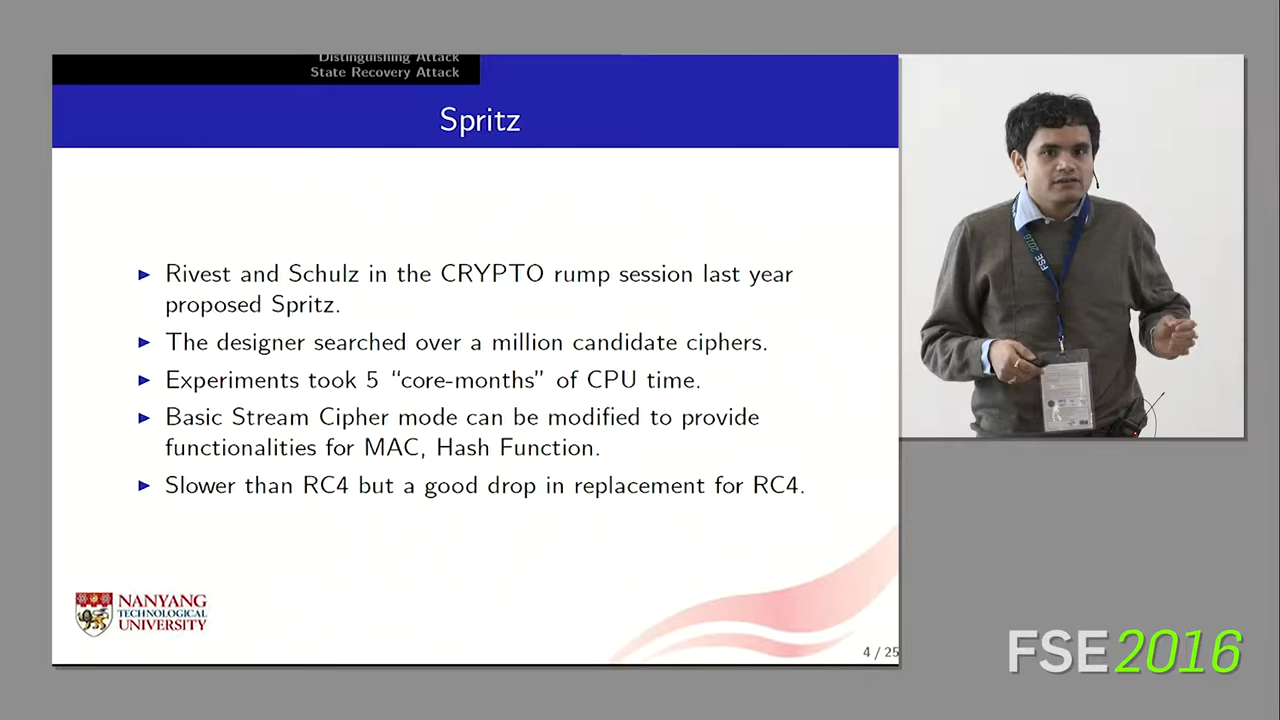 Distinguishing Attack
State Recovery Attack
Spritz
Rivest and Schulz in the CRYPTO rump session last year
proposed Spritz.
The designer searched over a million candidate ciphers.
Experiments took 5 “core-months” of CPU time.
Basic Stream Cipher mode can be modified to provide
functionalities for MAC, Hash Function.
Slower than RC4 but a good drop in replacement for RC4.
NANYANG
TECHNOLOGICAL
UNIVERSITY
4 / 25
FSE 2016
FSE2016